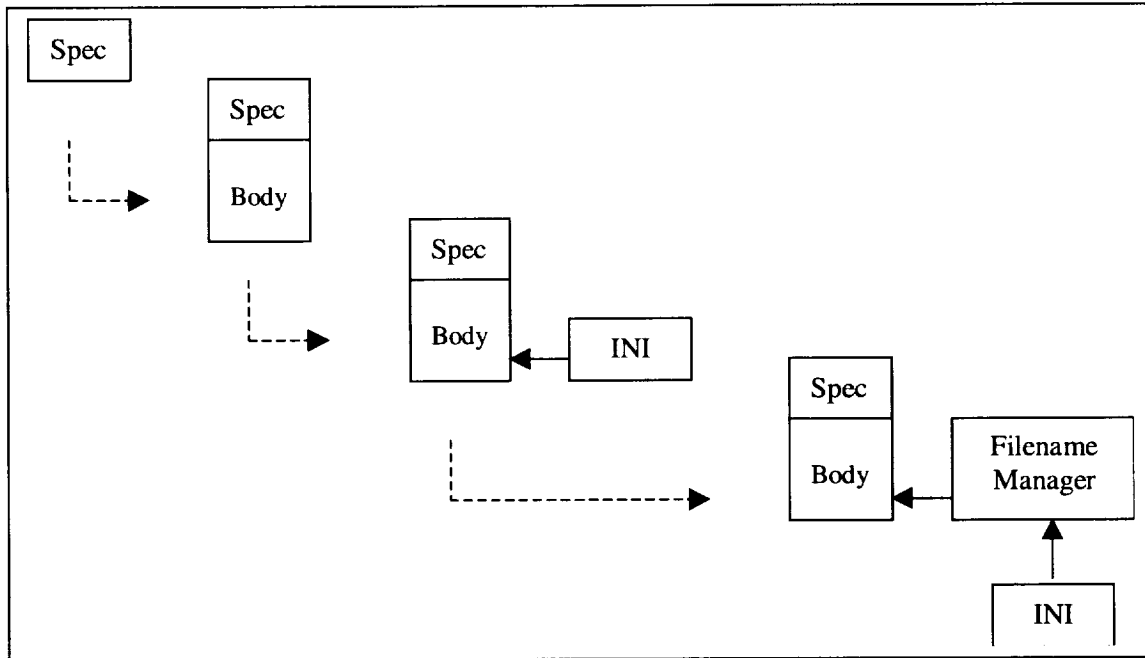 Spec
Spec
Body
Spec
Body
INI
Spec
Body
Filename
Manager
INI